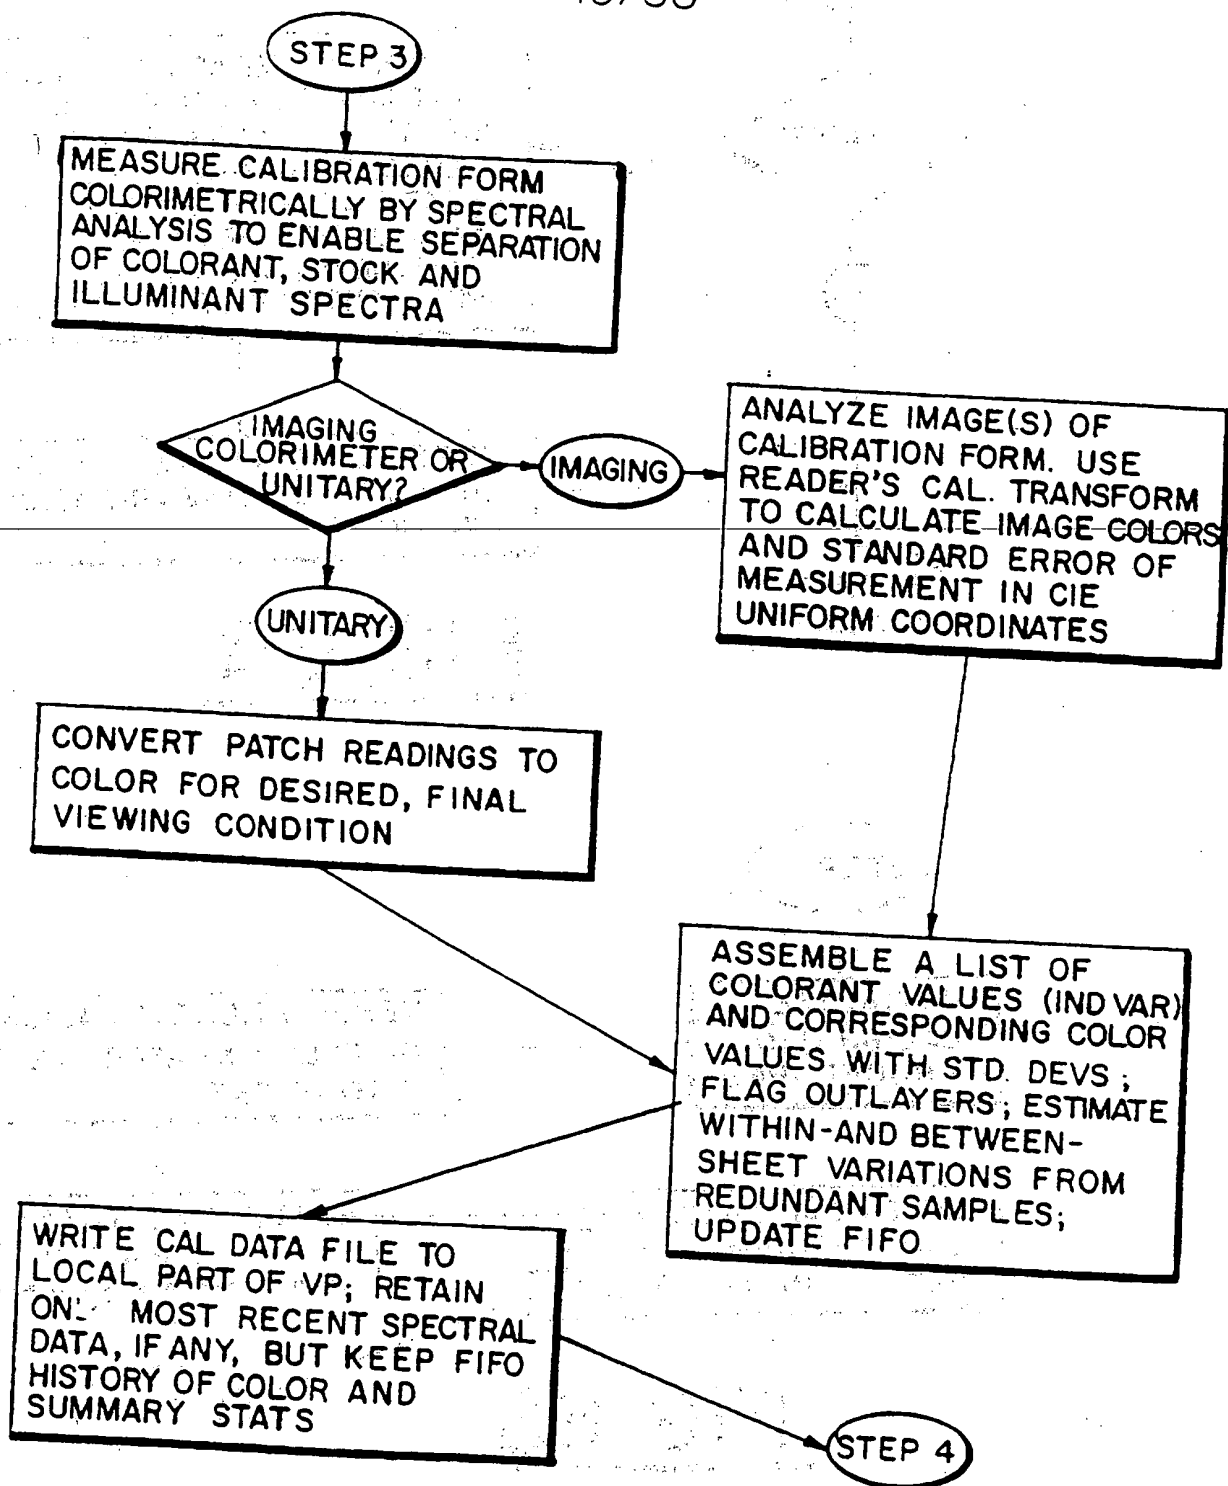 STEP 3
MEASURE CALIBRATION FORM
COLORIMETRICALLY BY SPECTRAL
ANALYSIS TO ENABLE SEPARATION
OF COLORANT, STOCK AND
ILLUMINANT SPECTRA
IMAGING
COLORIMETER OR
UNITARY?
IMAGING
ANALYZE IMAGE(S) OF
CALIBRATION FORM. USE
READER'S CAL. TRANSFORM
TO CALCULATE IMAGE COLORS
AND STANDARD ERROR OF
MEASUREMENT IN CIE
UNIFORM COORDINATES
UNITARY
CONVERT PATCH READINGS TO
COLOR FOR DESIRED, FINAL
VIEWING CONDITION
ASSEMBLE A LIST OF
COLORANT VALUES (IND VAR)
AND CORRESPONDING COLOR
VALUES WITH STD. DEVS ;
FLAG OUTLAYERS ; ESTIMATE
WITHIN-AND BETWEEN-
SHEET VARIATIONS FROM
REDUNDANT SAMPLES;
UPDATE FIFO
WRITE CAL DATA FILE TO
LOCAL PART OF VP; RETAIN
MOST RECENT SPECTRAL
DATA, IF ANY, BUT KEEP FIFO
HISTORY OF COLOR AND
SUMMARY STATS
STEP 4